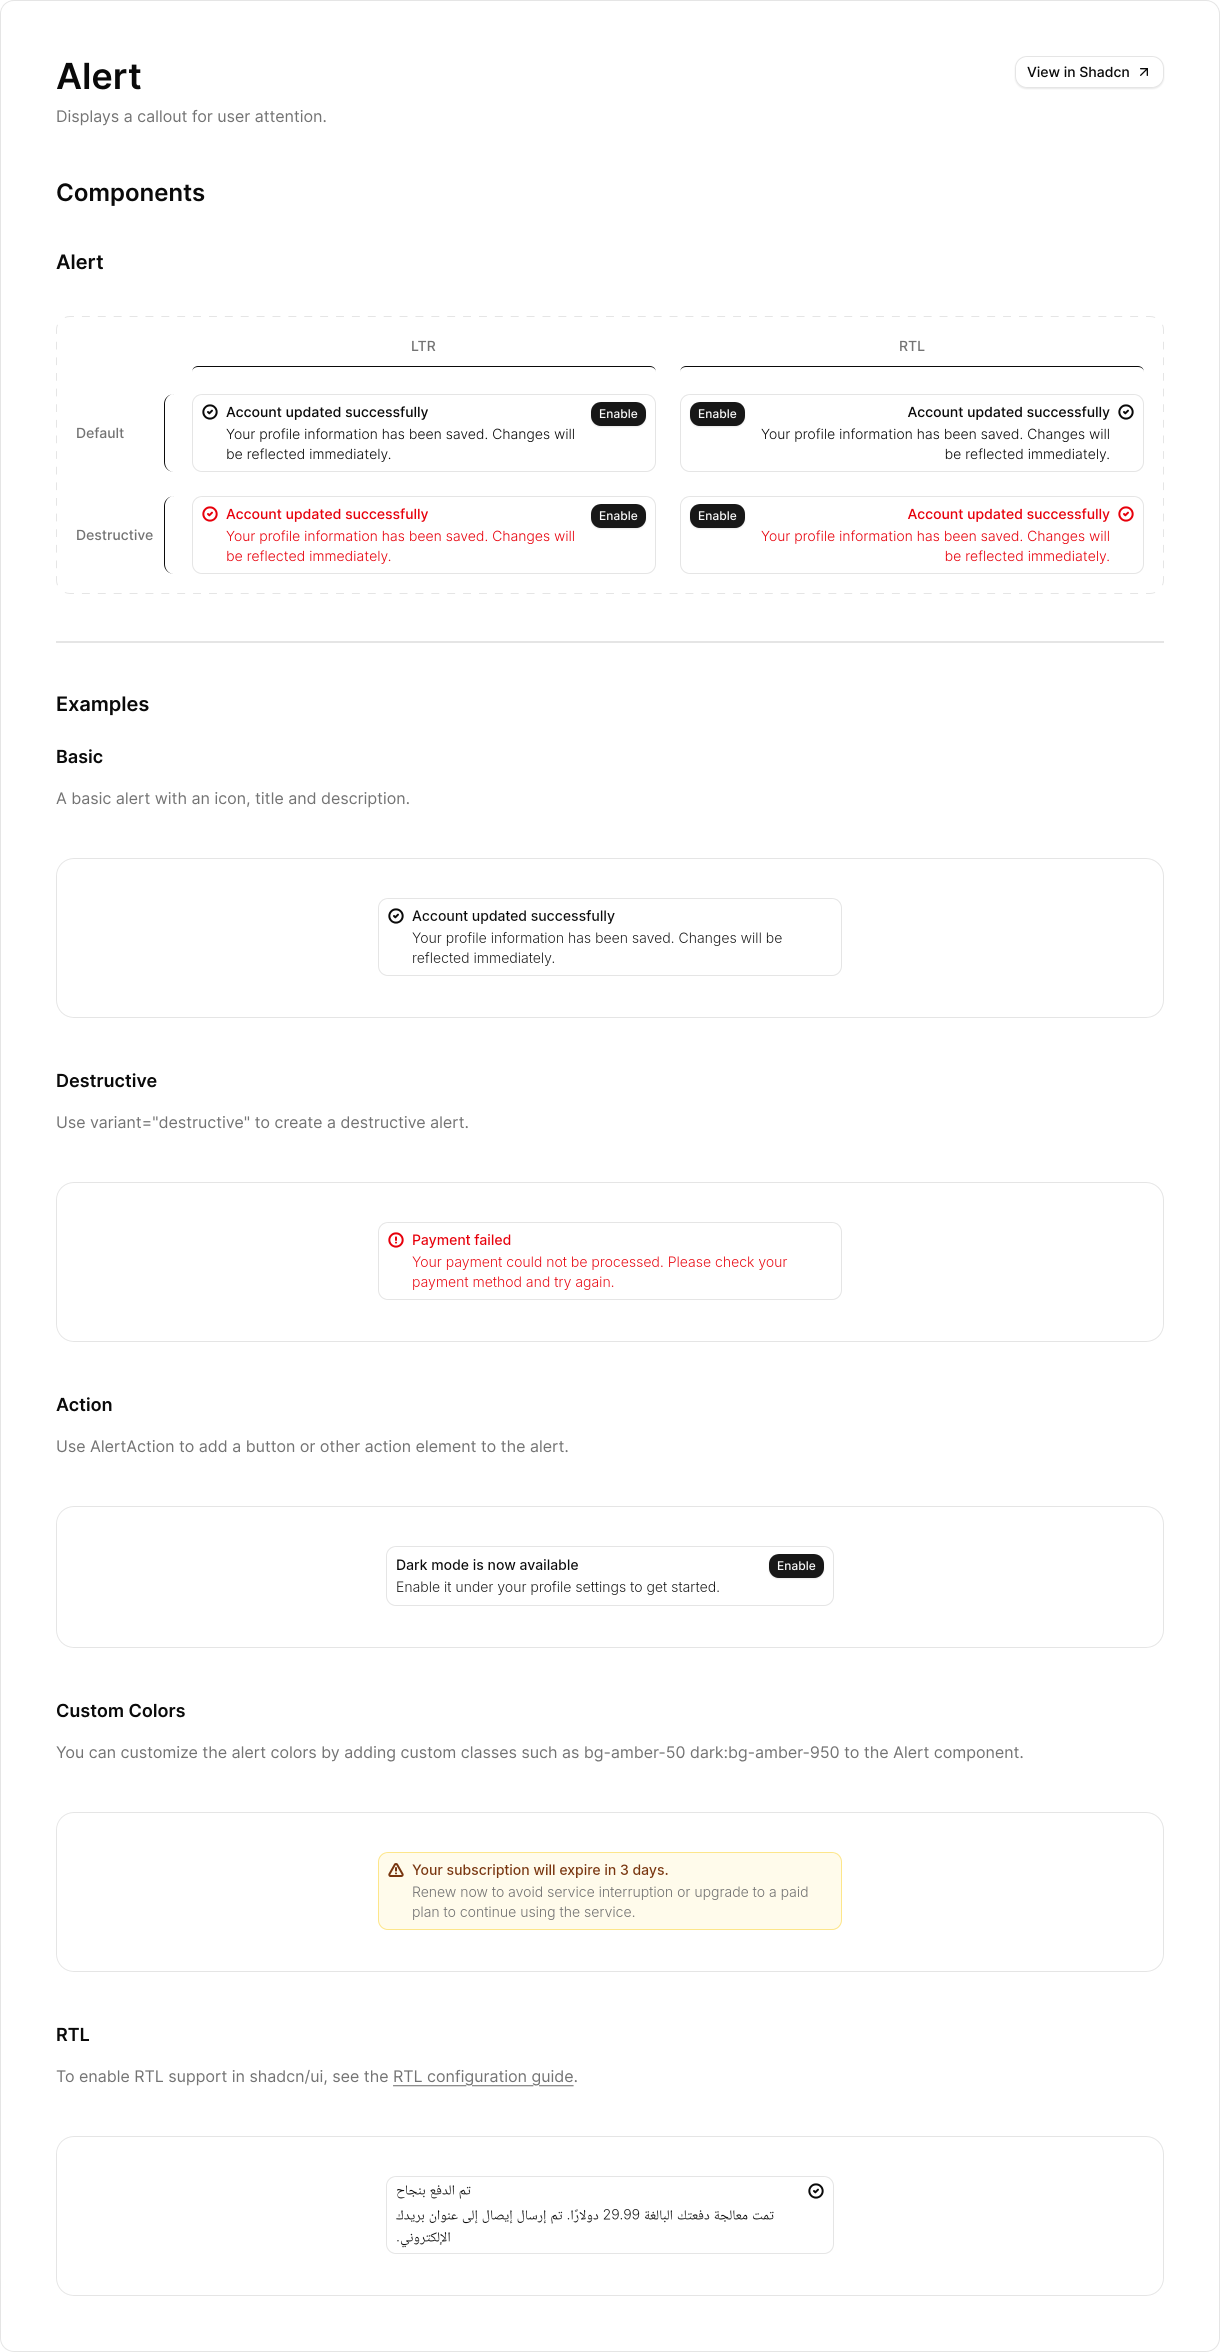 Alert
View in Shadcn
Displays a callout for user attention.
Components
Alert
LTR
RTL
Default
Account updated successfully
Your profile information has been saved. Changes will
be reflected immediately.
Enable
Enable
Account updated successfully
Your profile information has been saved. Changes will
be reflected immediately.
Destructive
Account updated successfully
Your profile information has been saved. Changes will
be reflected immediately.
Enable
Enable
Account updated successfully
Your profile information has been saved. Changes will
be reflected immediately.
Examples
Basic
A basic alert with an icon, title and description.
Account updated successfully
Your profile information has been saved. Changes will be
reflected immediately.
Destructive
Use variant="destructive" to create a destructive alert.
Payment failed
Your payment could not be processed. Please check your
payment method and try again.
Action
Use AlertAction to add a button or other action element to the alert.
Dark mode is now available
Enable it under your profile settings to get started.
Enable
Custom Colors
You can customize the alert colors by adding custom classes such as bg-amber-50 dark:bg-amber-950 to the Alert component.
Your subscription will expire in 3 days.
Renew now to avoid service interruption or upgrade to a paid
plan to continue using the service.
RTL
To enable RTL support in shadcn/ui, see the RTL configuration guide.
تم الدفع بنجاح
تمت معالجة دفعتك البالغة 29.99 دولارًا. تم إرسال إيصال إلى عنوان بريدك
الإلكتروني.